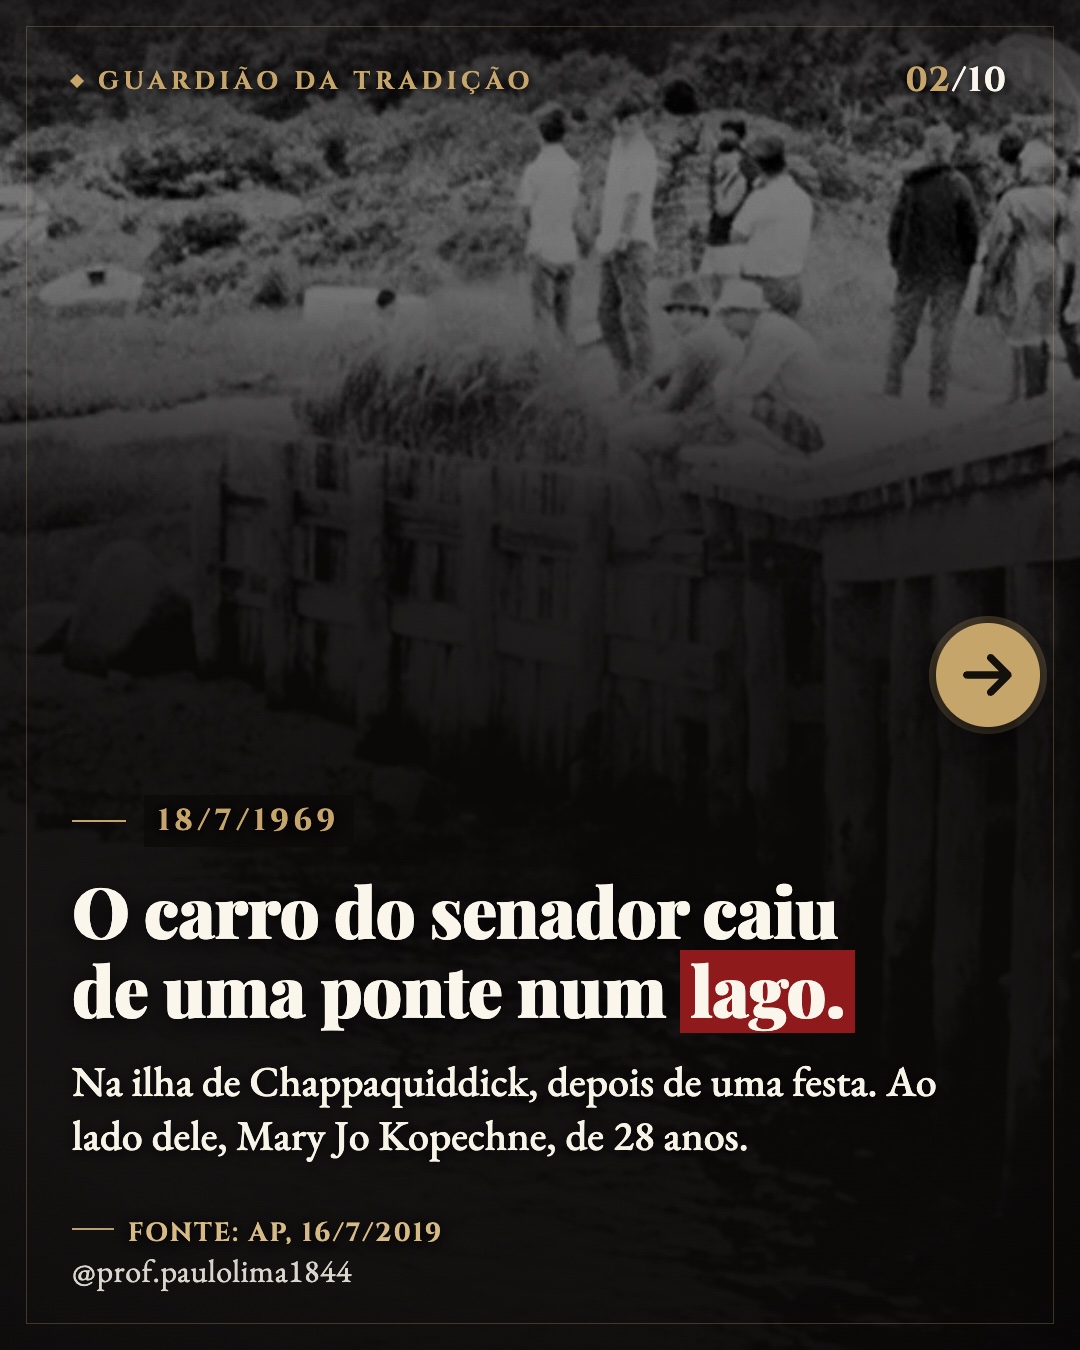 GUARDIÃO DA TRADIÇÃO
02/10
18/7/1969
O carro do senador caiu
de uma ponte num lago.
Na ilha de Chappaquiddick, depois de uma festa. Ao
lado dele, Mary Jo Kopechne, de 28 anos.
FONTE: AP, 16/7/2019
@prof.paulolima1844